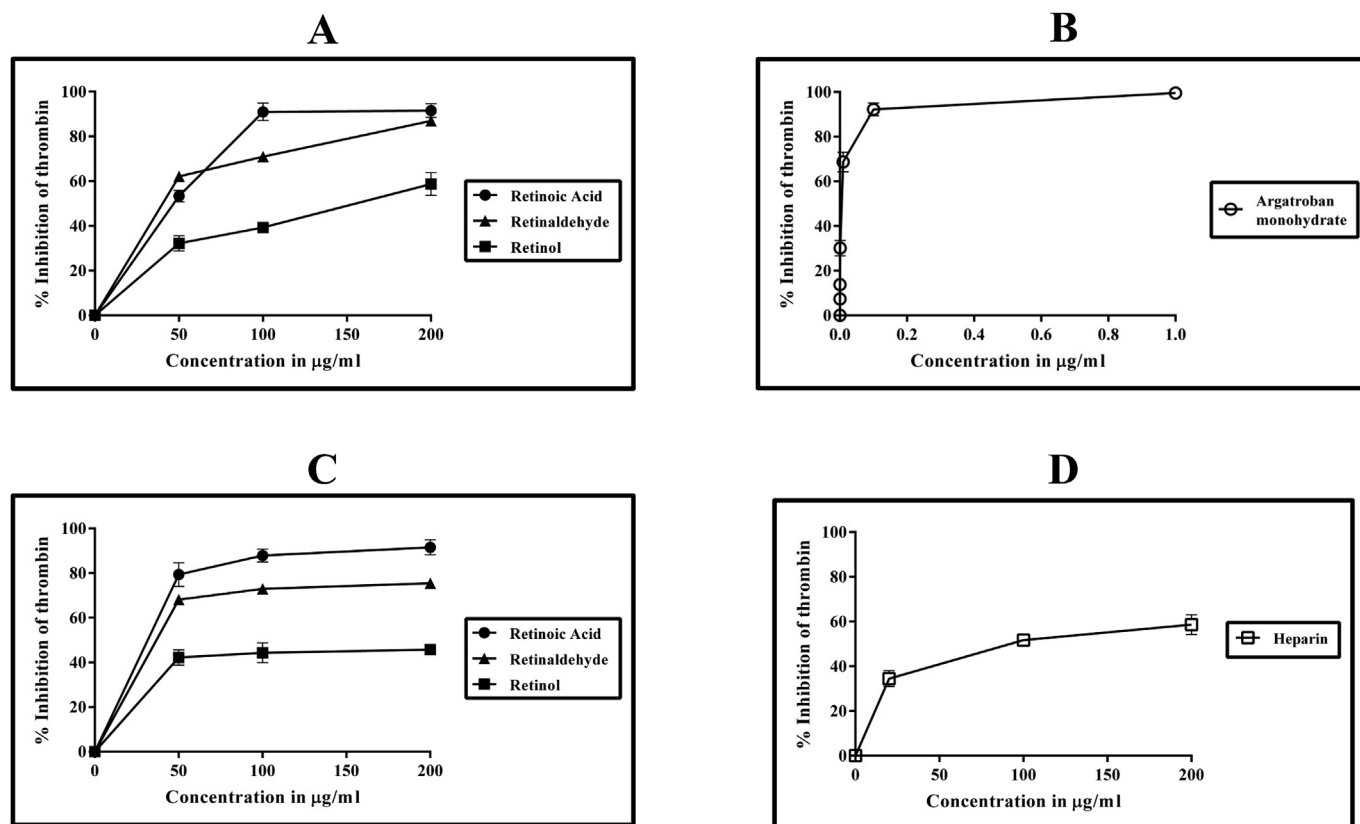 A
% Inhibition of thrombin
100
80
60
40
20
0
0 50 100 150 200
Concentration in μg/ml
Retinoic Acid
Retinaldehyde
Retinol
B
% Inhibition of thrombin
100
80
60
40
20
0
0.0 0.2 0.4 0.6 0.8 1.0
Concentration in μg/ml
Argatroban
monohydrate
C
% Inhibition of thrombin
100
80
60
40
20
0
0 50 100 150 200
Concentration in μg/ml
Retinoic Acid
Retinaldehyde
Retinol
D
% Inhibition of thrombin
100
80
60
40
20
0
0 50 100 150 200
Concentration in μg/ml
Heparin